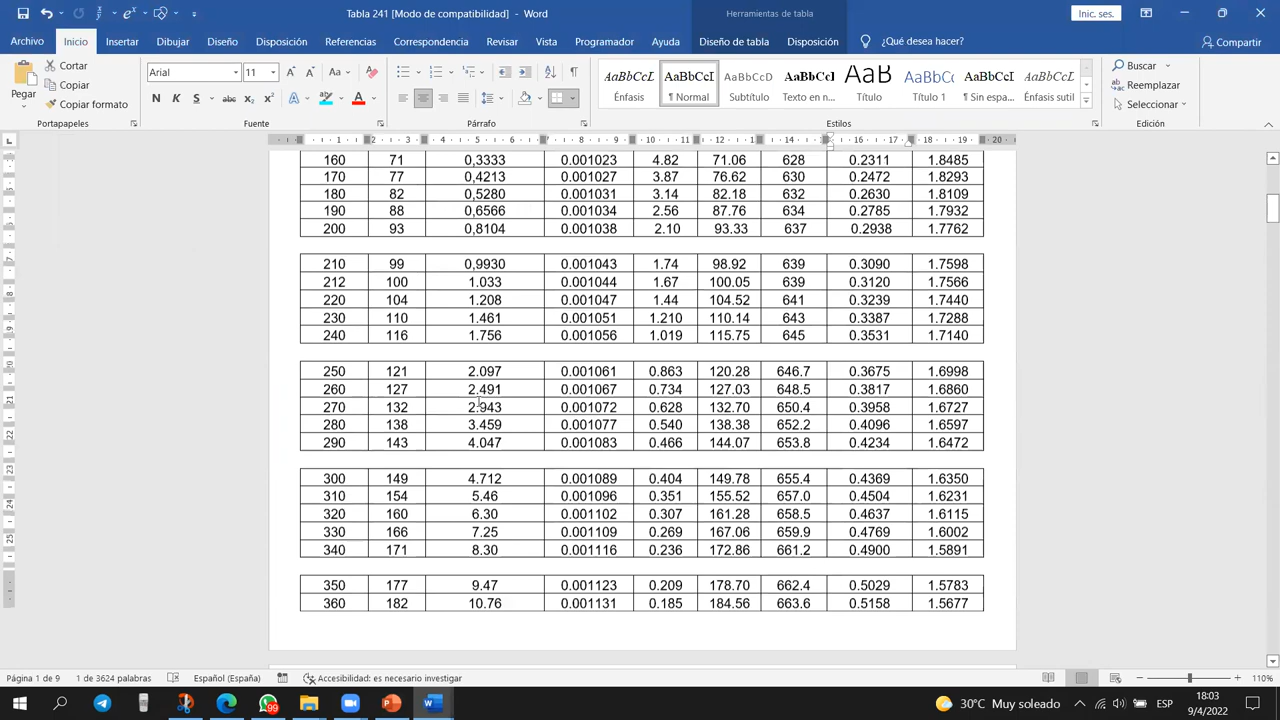 Tabla 241 [Modo de compatibilidad] - Word
Herramientas de tabla
Inic. ses.
Archivo Inicio Insertar Dibujar Diseño Disposición Referencias Correspondencia Revisar Vista Programador Ayuda Diseño de tabla Disposición ¿Qué desea hacer? Compartir
Pegar
Cortar
Copiar
Copiar formato
Portapapeles
Arial 11
Fuente
Párrafo
AaBbCcL AaBbCcI AaBbCcD AaBbCcI AaB AaBbC AaBbCcD AaBbCcL
Énfasis ¶ Normal Subtítulo Texto en n... Título Título 1 ¶ Sin espa... Énfasis sutil
Estilos
Buscar
Reemplazar
Seleccionar
Edición
160 71 0,3333 0.001023 4.82 71.06 628 0.2311 1.8485
170 77 0,4213 0.001027 3.87 76.62 630 0.2472 1.8293
180 82 0,5280 0.001031 3.14 82.18 632 0.2630 1.8109
190 88 0,6566 0.001034 2.56 87.76 634 0.2785 1.7932
200 93 0,8104 0.001038 2.10 93.33 637 0.2938 1.7762
210 99 0,9930 0.001043 1.74 98.92 639 0.3090 1.7598
212 100 1.033 0.001044 1.67 100.05 639 0.3120 1.7566
220 104 1.208 0.001047 1.44 104.52 641 0.3239 1.7440
230 110 1.461 0.001051 1.210 110.14 643 0.3387 1.7288
240 116 1.756 0.001056 1.019 115.75 645 0.3531 1.7140
250 121 2.097 0.001061 0.863 120.28 646.7 0.3675 1.6998
260 127 2.491 0.001067 0.734 127.03 648.5 0.3817 1.6860
270 132 2.943 0.001072 0.628 132.70 650.4 0.3958 1.6727
280 138 3.459 0.001077 0.540 138.38 652.2 0.4096 1.6597
290 143 4.047 0.001083 0.466 144.07 653.8 0.4234 1.6472
300 149 4.712 0.001089 0.404 149.78 655.4 0.4369 1.6350
310 154 5.46 0.001096 0.351 155.52 657.0 0.4504 1.6231
320 160 6.30 0.001102 0.307 161.28 658.5 0.4637 1.6115
330 166 7.25 0.001109 0.269 167.06 659.9 0.4769 1.6002
340 171 8.30 0.001116 0.236 172.86 661.2 0.4900 1.5891
350 177 9.47 0.001123 0.209 178.70 662.4 0.5029 1.5783
360 182 10.76 0.001131 0.185 184.56 663.6 0.5158 1.5677
Página 1 de 9 1 de 3624 palabras Español (España) Accesibilidad: es necesario investigar 110%
99
30°C Muy soleado ESP
18:03
9/4/2022